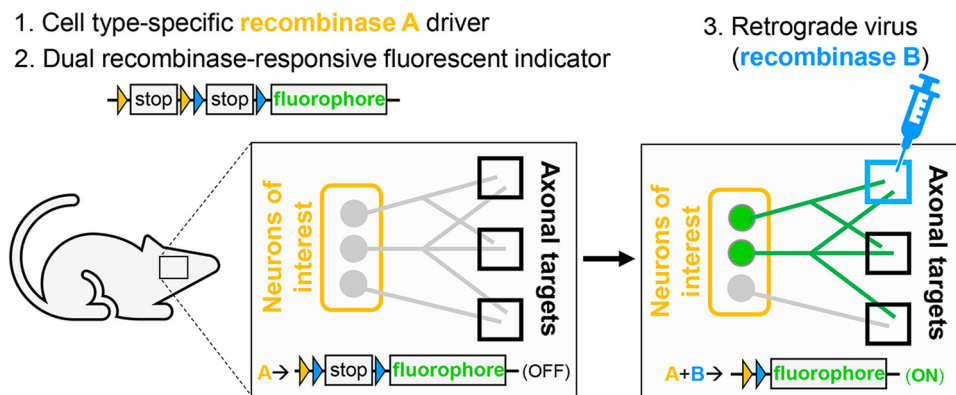 1. Cell type-specific recombinase A driver
2. Dual recombinase-responsive fluorescent indicator
stop stop fluorophore
3. Retrograde virus
(recombinase B)
Neurons of
interest
Axonal targets
A→ stop fluorophore (OFF)
Neurons of
interest
Axonal targets
A+B→ fluorophore (ON)